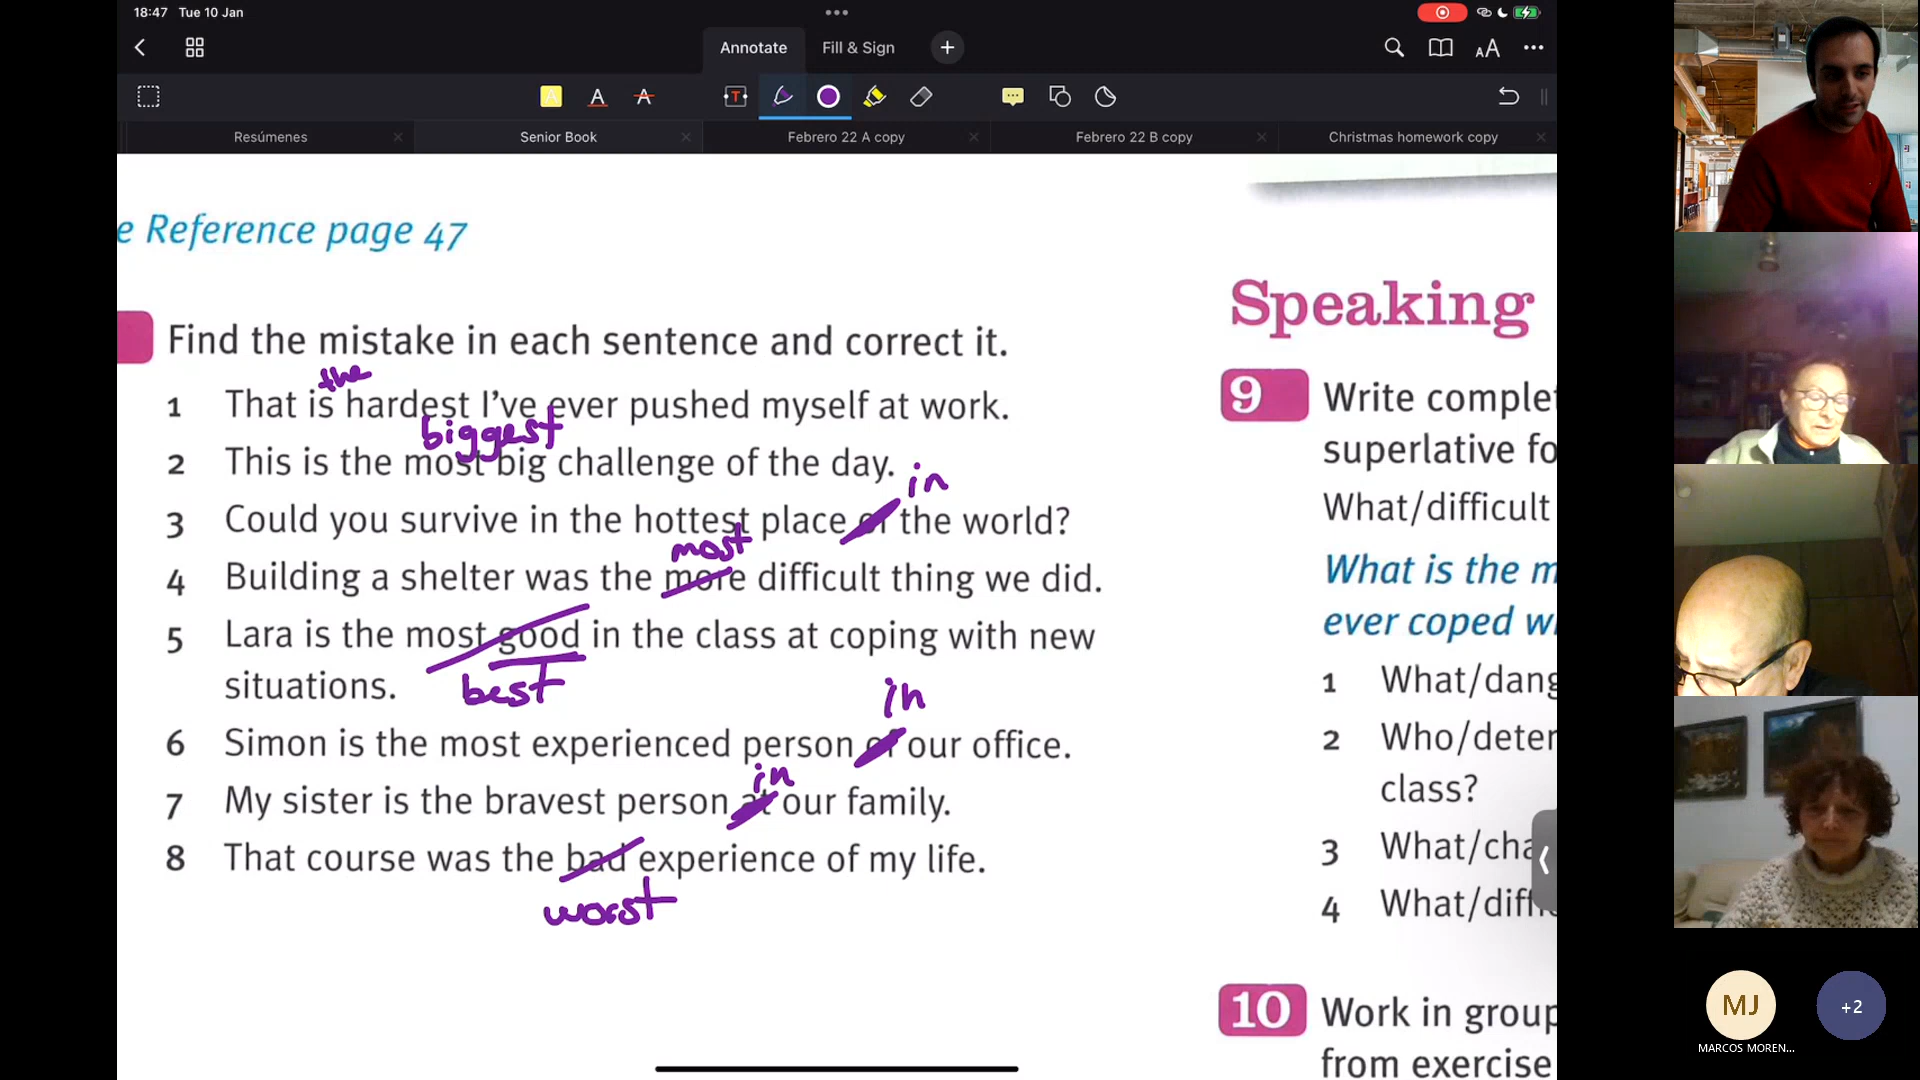 18:47 Tue 10 Jan
Annotate Fill & Sign
AA
A A A T
Resúmenes Senior Book Febrero 22 A copy Febrero 22 B copy Christmas homework copy
e Reference page 47
Find the mistake in each sentence and correct it.
the
1 That is hardest I've ever pushed myself at work.
biggest
2 This is the most big challenge of the day.
in
3 Could you survive in the hottest place of the world?
most
4 Building a shelter was the more difficult thing we did.
5 Lara is the most good in the class at coping with new
situations.
best
in
6 Simon is the most experienced person of our office.
in
7 My sister is the bravest person at our family.
8 That course was the bad experience of my life.
worst
Speaking
9 Write comple
superlative fo
What/difficult
What is the m
ever coped w
1 What/dang
2 Who/deter
class?
3 What/cha
4 What/diff
10 Work in group
from exercise
MJ
+2
MARCOS MOREN...